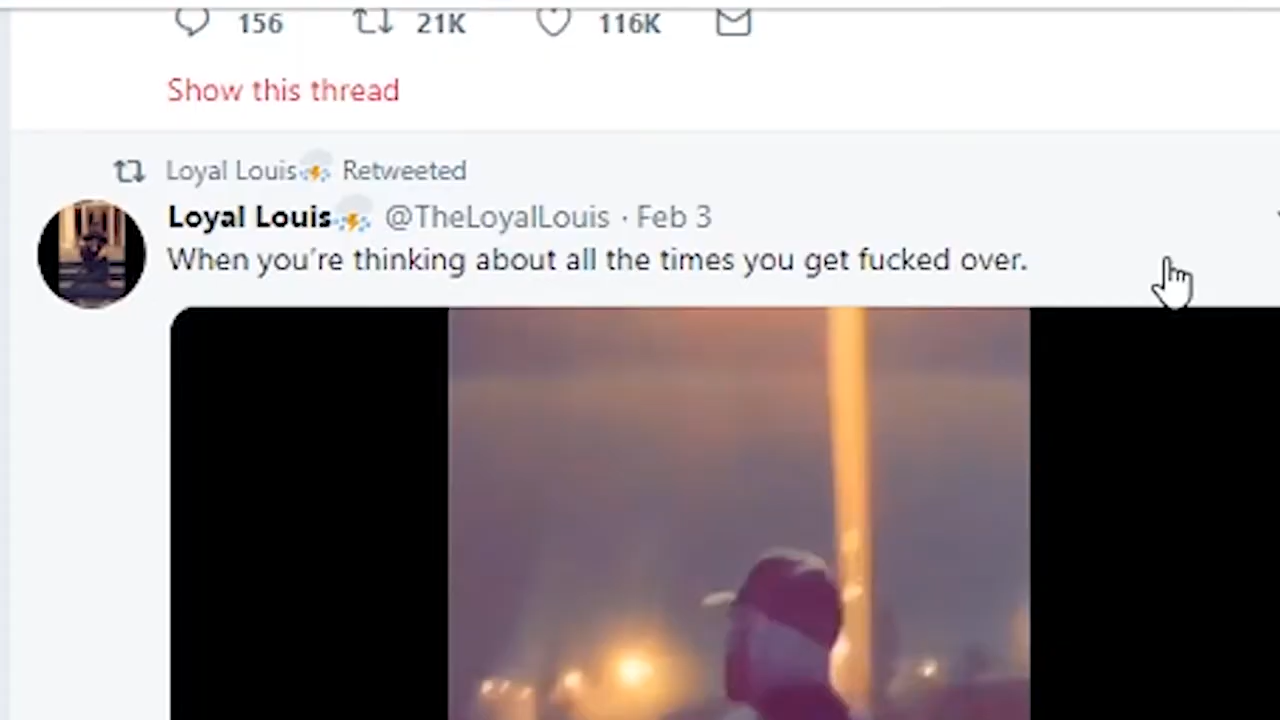 156 21K 116K
Show this thread
Loyal Louis🌩️ Retweeted
Loyal Louis🌩️ @TheLoyalLouis · Feb 3
When you’re thinking about all the times you get fucked over.